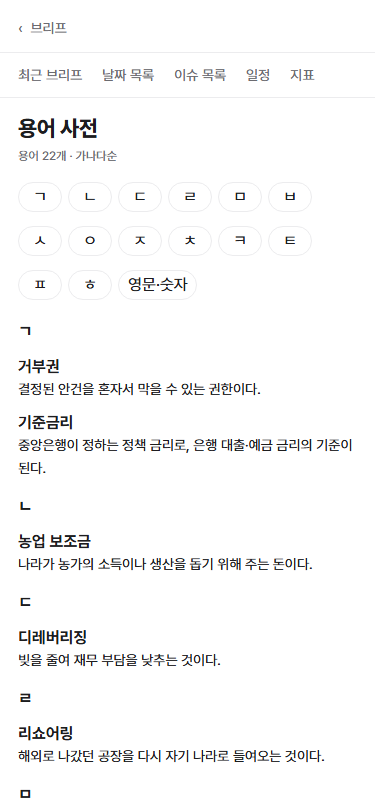 ‹ 브리프
최근 브리프 날짜 목록 이슈 목록 일정 지표
용어 사전
용어 22개 · 가나다순
ㄱ ㄴ ㄷ ㄹ ㅁ ㅂ
ㅅ ㅇ ㅈ ㅊ ㅋ ㅌ
ㅍ ㅎ 영문·숫자
ㄱ
거부권
결정된 안건을 혼자서 막을 수 있는 권한이다.
기준금리
중앙은행이 정하는 정책 금리로, 은행 대출·예금 금리의 기준이
된다.
ㄴ
농업 보조금
나라가 농가의 소득이나 생산을 돕기 위해 주는 돈이다.
ㄷ
디레버리징
빚을 줄여 재무 부담을 낮추는 것이다.
ㄹ
리쇼어링
해외로 나갔던 공장을 다시 자기 나라로 들여오는 것이다.
ㅁ